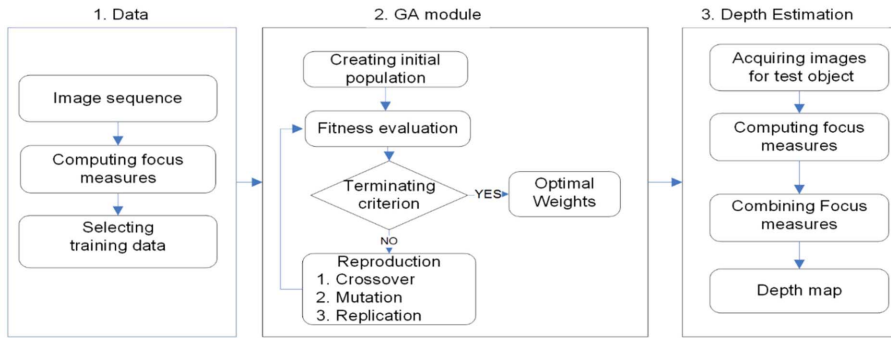 1. Data
Image sequence
Computing focus
measures
Selecting
training data
2. GA module
Creating initial
population
Fitness evaluation
Terminating
criterion
YES
Optimal
Weights
NO
Reproduction
1. Crossover
2. Mutation
3. Replication
3. Depth Estimation
Acquiring images
for test object
Computing focus
measures
Combining Focus
measures
Depth map